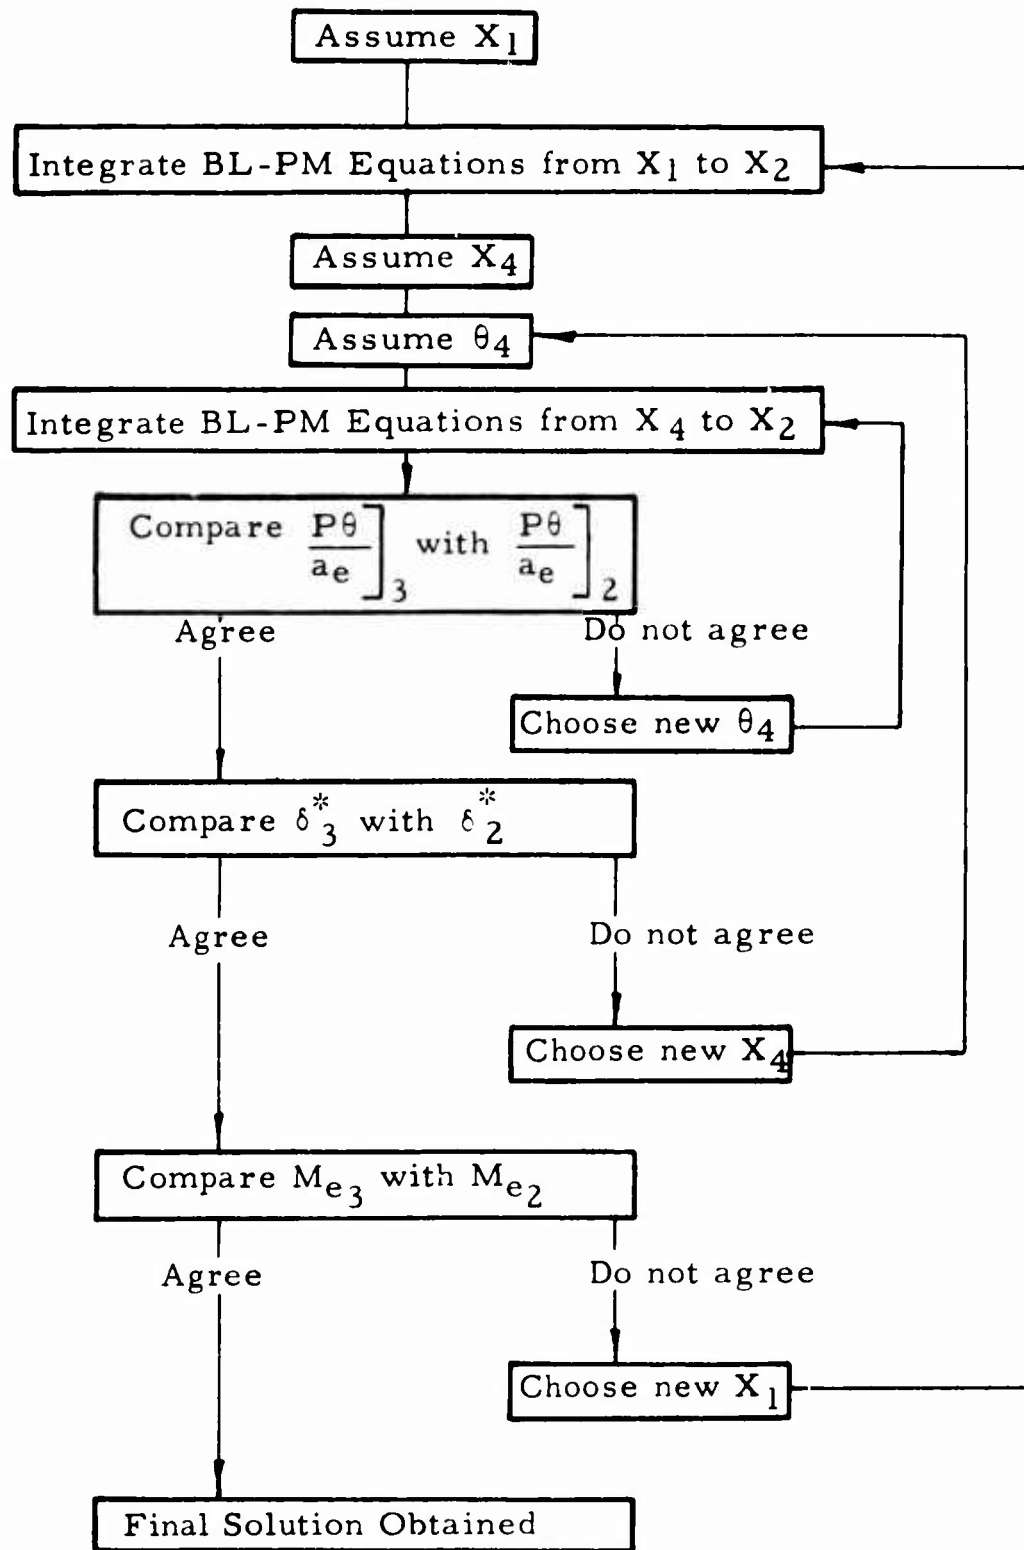 Assume X₁
Integrate BL-PM Equations from X₁ to X₂
Assume X₄
Assume θ₄
Integrate BL-PM Equations from X₄ to X₂
Compare Pθ/aₑ]₃ with Pθ/aₑ]₂
Agree
Do not agree
Choose new θ₄
Compare δ*₃ with δ*₂
Agree
Do not agree
Choose new X₄
Compare Mₑ₃ with Mₑ₂
Agree
Do not agree
Choose new X₁
Final Solution Obtained